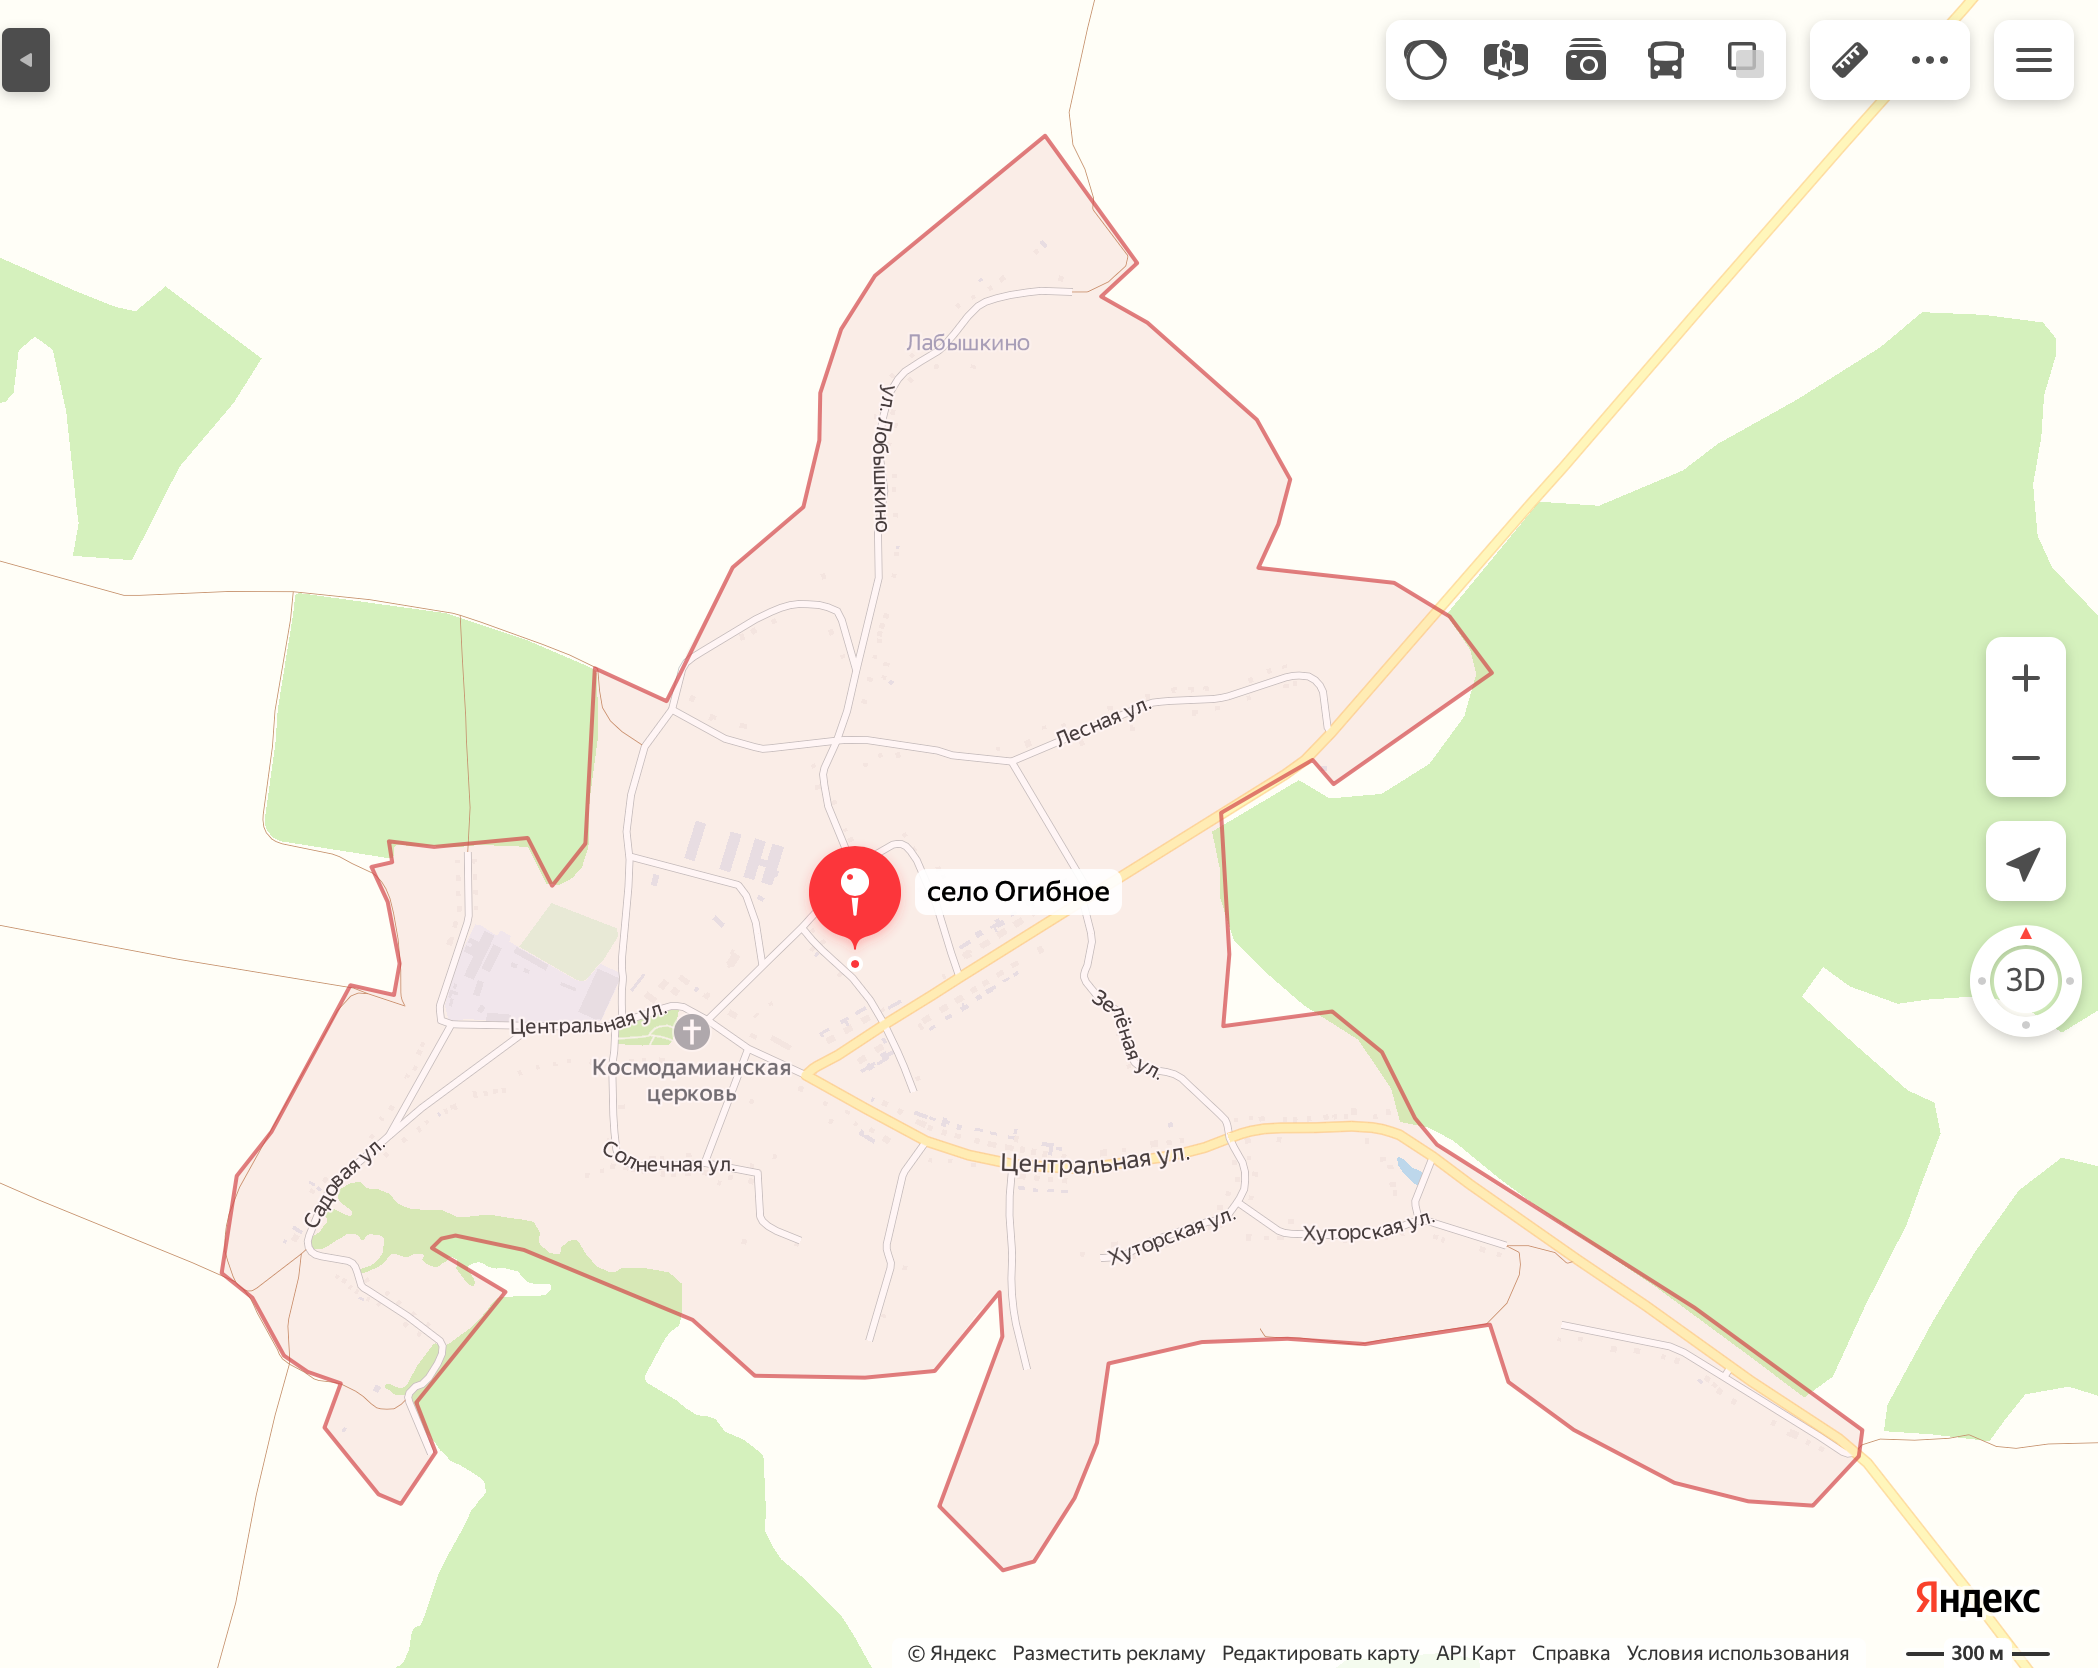 Лабышкино
ул. Лобышкино
Лесная ул.
село Огибное
3D
Зелёная ул.
Центральная ул.
Космодамианская
церковь
Солнечная ул.
Центральная ул.
Садовая ул.
Хуторская ул.
Хуторская ул.
Яндекс
© Яндекс Разместить рекламу Редактировать карту API Карт Справка Условия использования 300 м